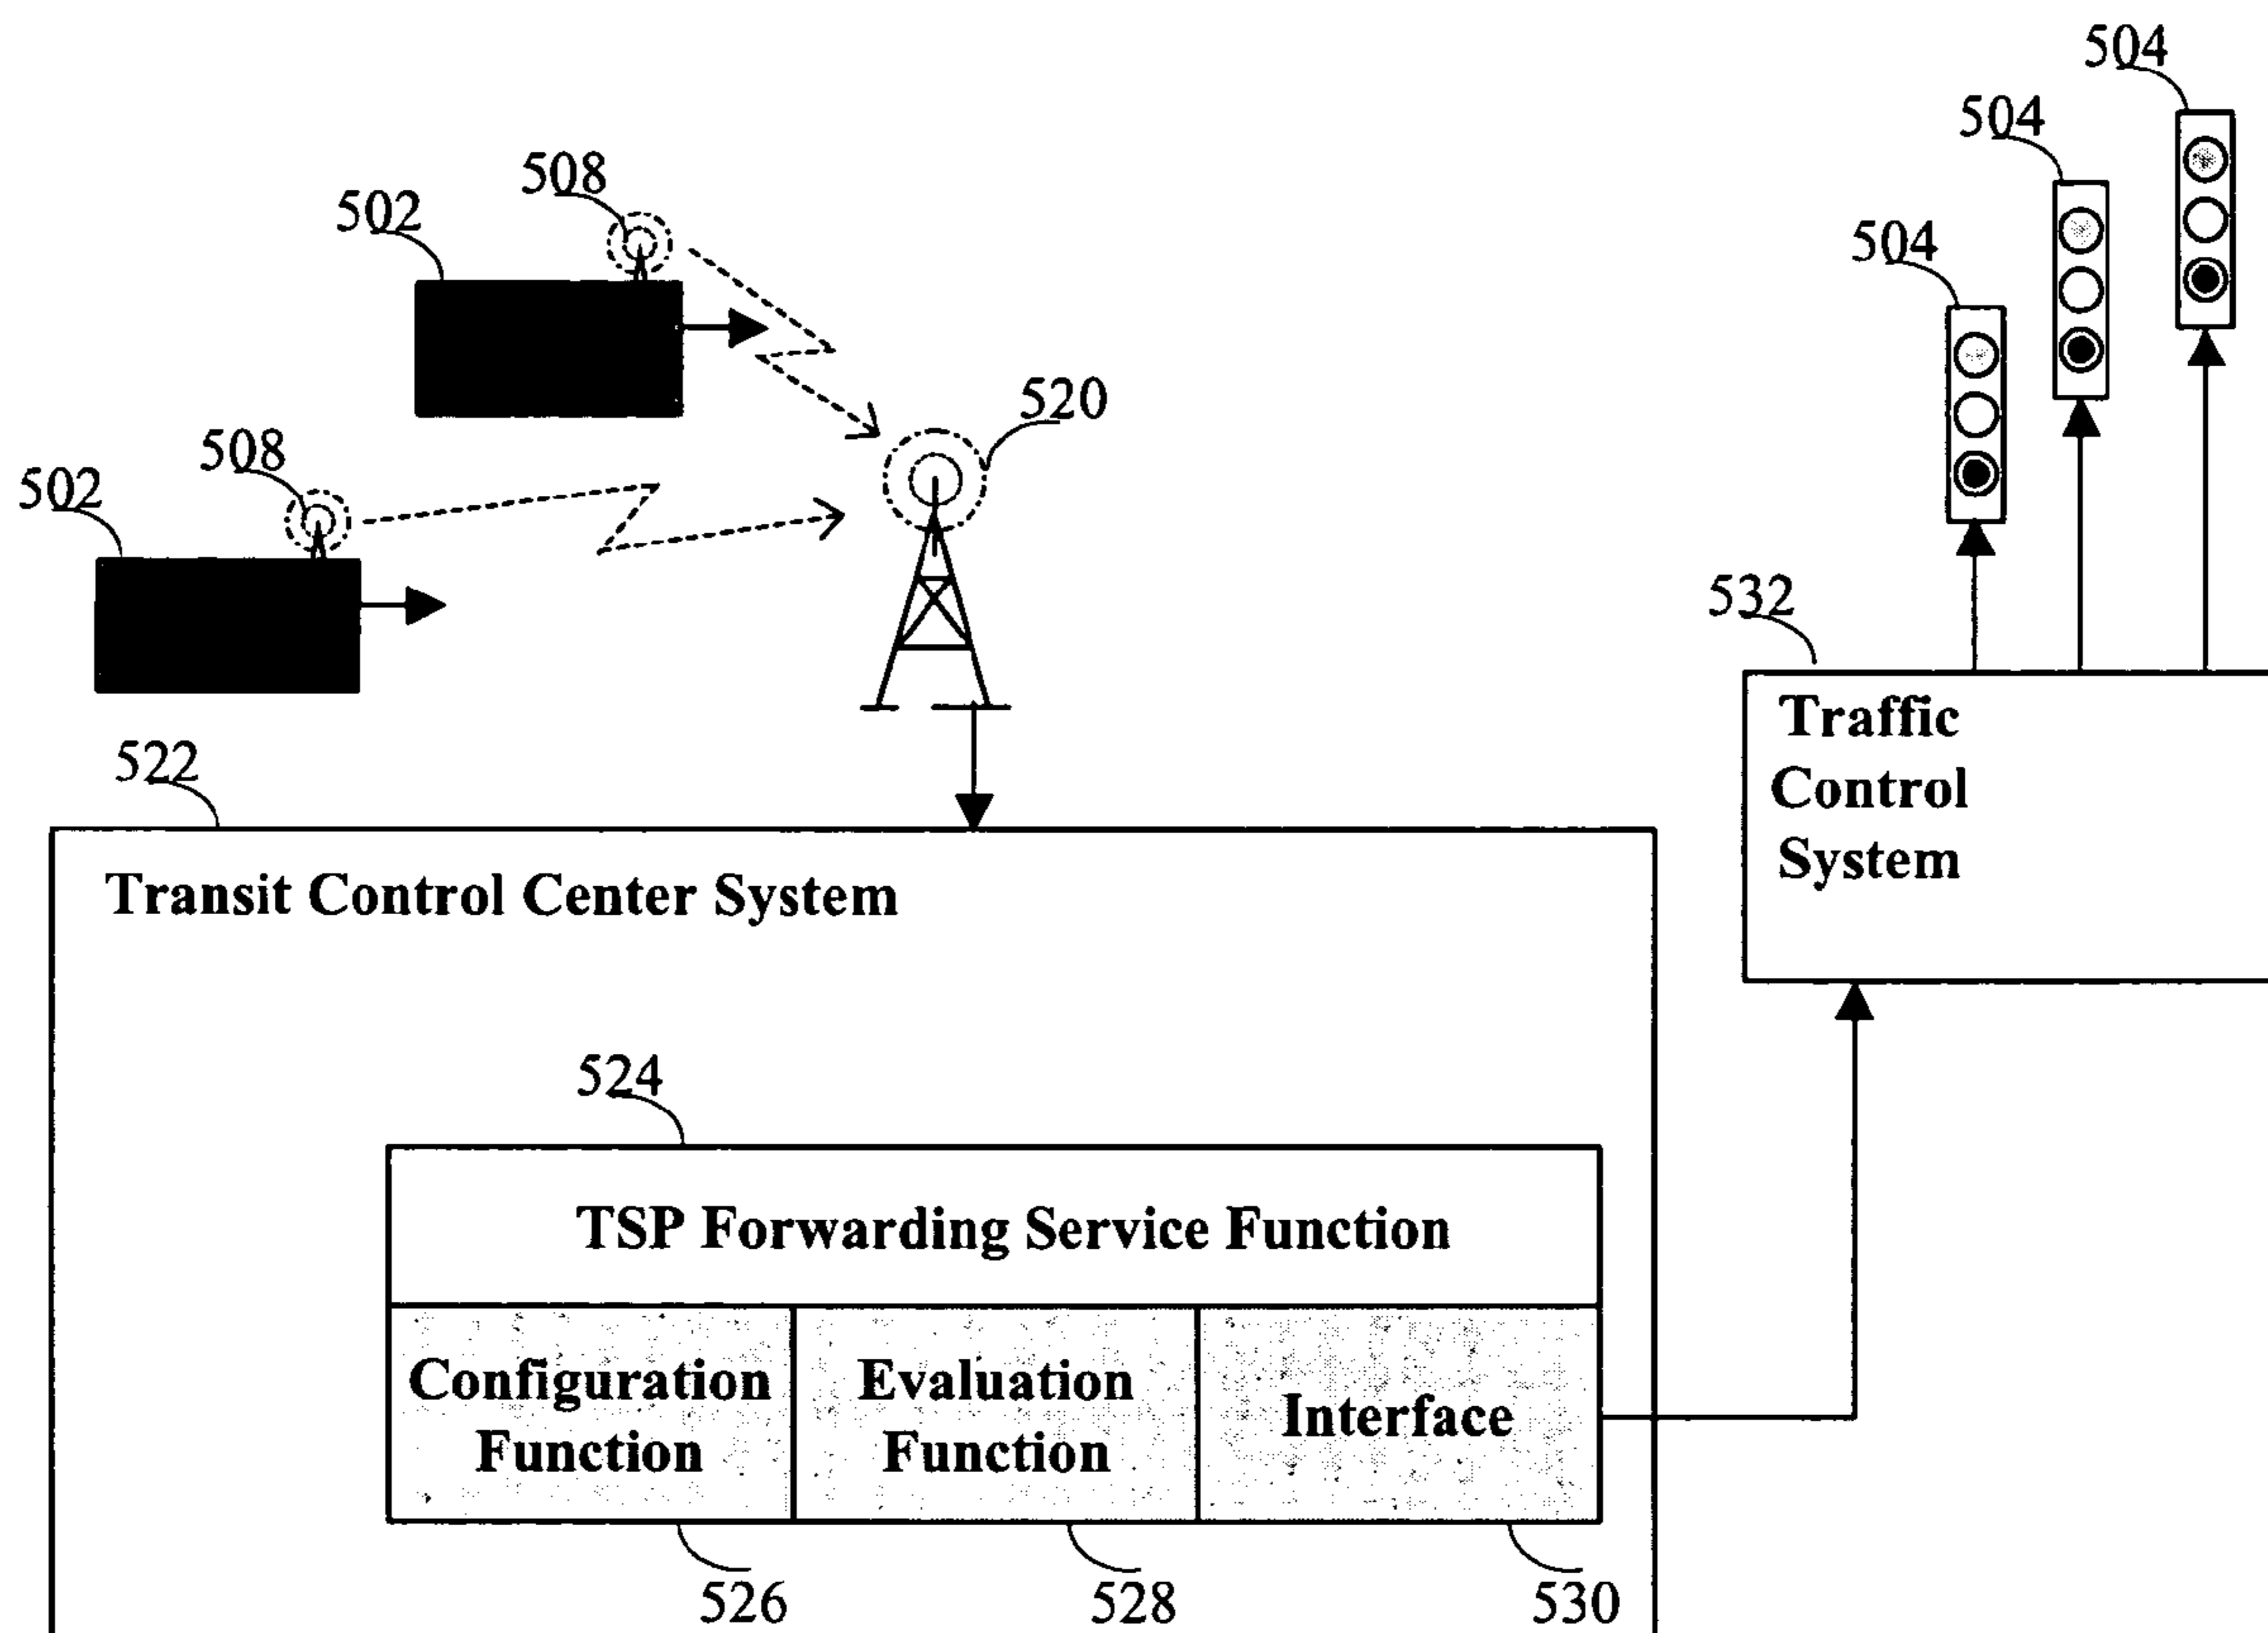 504
504
508
502
504
520
508
502
532
Traffic
Control
System
522
Transit Control Center System
524
TSP Forwarding Service Function
Configuration
Function
Evaluation
Function
Interface
526
528
530